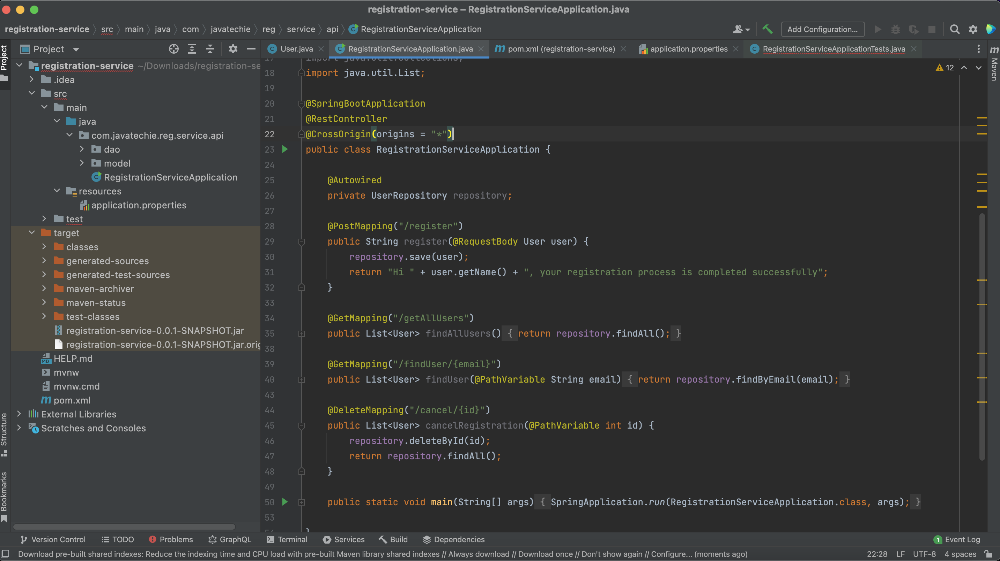 registration-service – RegistrationServiceApplication.java
registration-service src main java com javatechie reg service api RegistrationServiceApplication
Add Configuration...
Project
User.java
RegistrationServiceApplication.java
pom.xml (registration-service)
application.properties
RegistrationServiceApplicationTests.java
Project
Structure
Bookmarks
Maven
12
registration-service ~/Downloads/registration-se
.idea
src
main
java
com.javatechie.reg.service.api
dao
model
RegistrationServiceApplication
resources
application.properties
test
target
classes
generated-sources
generated-test-sources
maven-archiver
maven-status
test-classes
registration-service-0.0.1-SNAPSHOT.jar
registration-service-0.0.1-SNAPSHOT.jar.orig
HELP.md
mvnw
mvnw.cmd
pom.xml
External Libraries
Scratches and Consoles
17 import java.util.Collections;
18 import java.util.List;
19
20 @SpringBootApplication
21 @RestController
22 @CrossOrigin(origins = "*")
23 public class RegistrationServiceApplication {
24
25 @Autowired
26 private UserRepository repository;
27
28 @PostMapping("/register")
29 public String register(@RequestBody User user) {
30 repository.save(user);
31 return "Hi " + user.getName() + ", your registration process is completed successfully";
32 }
33
34 @GetMapping("/getAllUsers")
35 public List<User> findAllUsers() { return repository.findAll(); }
38
39 @GetMapping("/findUser/{email}")
40 public List<User> findUser(@PathVariable String email) { return repository.findByEmail(email); }
43
44 @DeleteMapping("/cancel/{id}")
45 public List<User> cancelRegistration(@PathVariable int id) {
46 repository.deleteById(id);
47 return repository.findAll();
48 }
49
50 public static void main(String[] args) { SpringApplication.run(RegistrationServiceApplication.class, args); }
53
54 }
Version Control TODO Problems GraphQL Terminal Services Build Dependencies
1 Event Log
Download pre-built shared indexes: Reduce the indexing time and CPU load with pre-built Maven library shared indexes // Always download // Download once // Don't show again // Configure... (moments ago)
22:28 LF UTF-8 4 spaces